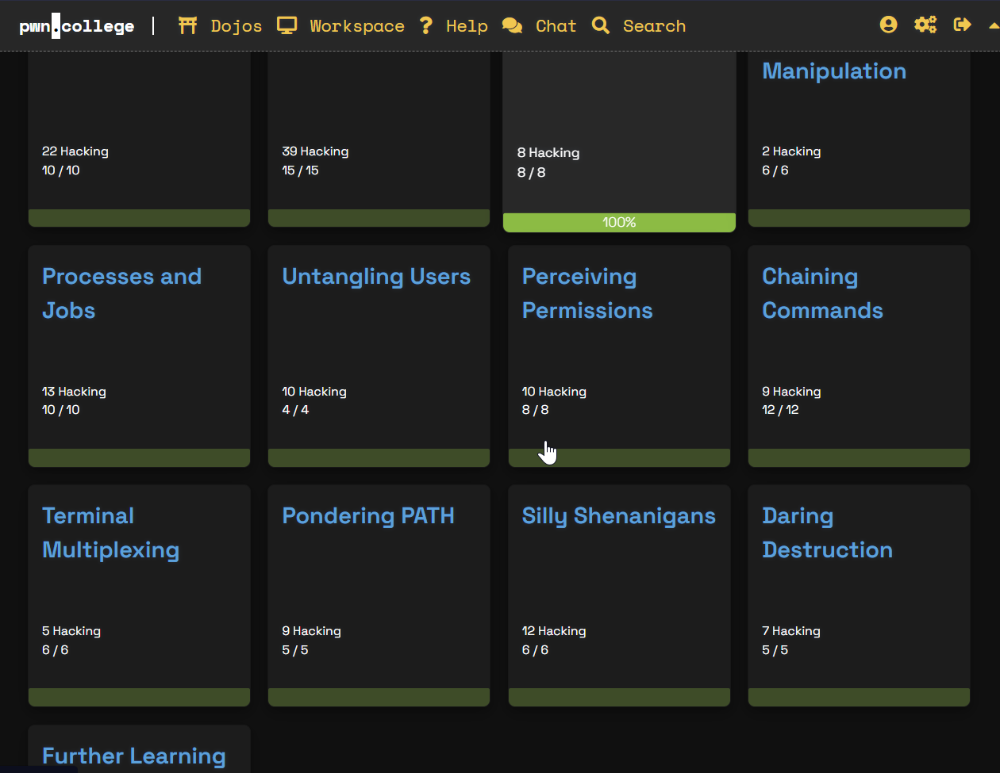 pwn.college | Dojos Workspace Help Chat Search
Manipulation
22 Hacking
10 / 10
39 Hacking
15 / 15
8 Hacking
8 / 8
100%
2 Hacking
6 / 6
Processes and
Jobs
13 Hacking
10 / 10
Untangling Users
10 Hacking
4 / 4
Perceiving
Permissions
10 Hacking
8 / 8
Chaining
Commands
9 Hacking
12 / 12
Terminal
Multiplexing
5 Hacking
6 / 6
Pondering PATH
9 Hacking
5 / 5
Silly Shenanigans
12 Hacking
6 / 6
Daring
Destruction
7 Hacking
5 / 5
Further Learning